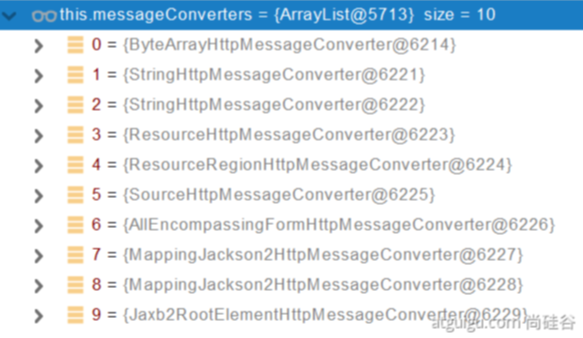 this.messageConverters = {ArrayList@5713} size = 10
0 = {ByteArrayHttpMessageConverter@6214}
1 = {StringHttpMessageConverter@6221}
2 = {StringHttpMessageConverter@6222}
3 = {ResourceHttpMessageConverter@6223}
4 = {ResourceRegionHttpMessageConverter@6224}
5 = {SourceHttpMessageConverter@6225}
6 = {AllEncompassingFormHttpMessageConverter@6226}
7 = {MappingJackson2HttpMessageConverter@6227}
8 = {MappingJackson2HttpMessageConverter@6228}
9 = {Jaxb2RootElementHttpMessageConverter@6229}
atguigu.com 尚硅谷